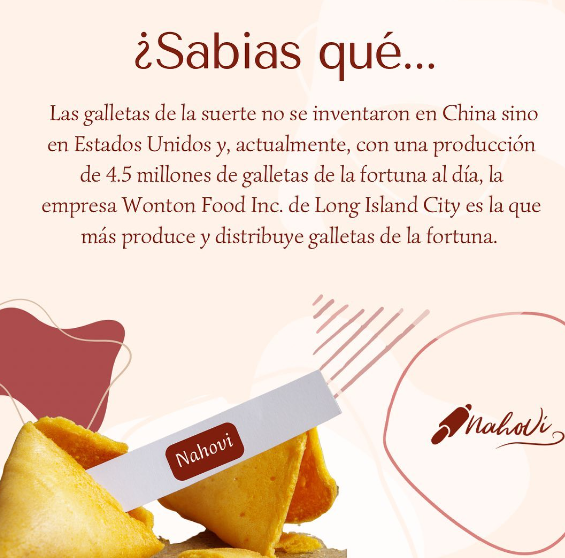 ¿Sabias qué...
Las galletas de la suerte no se inventaron en China sino
en Estados Unidos y, actualmente, con una producción
de 4.5 millones de galletas de la fortuna al día, la
empresa Wonton Food Inc. de Long Island City es la que
más produce y distribuye galletas de la fortuna.
Nahovi
Nahovi